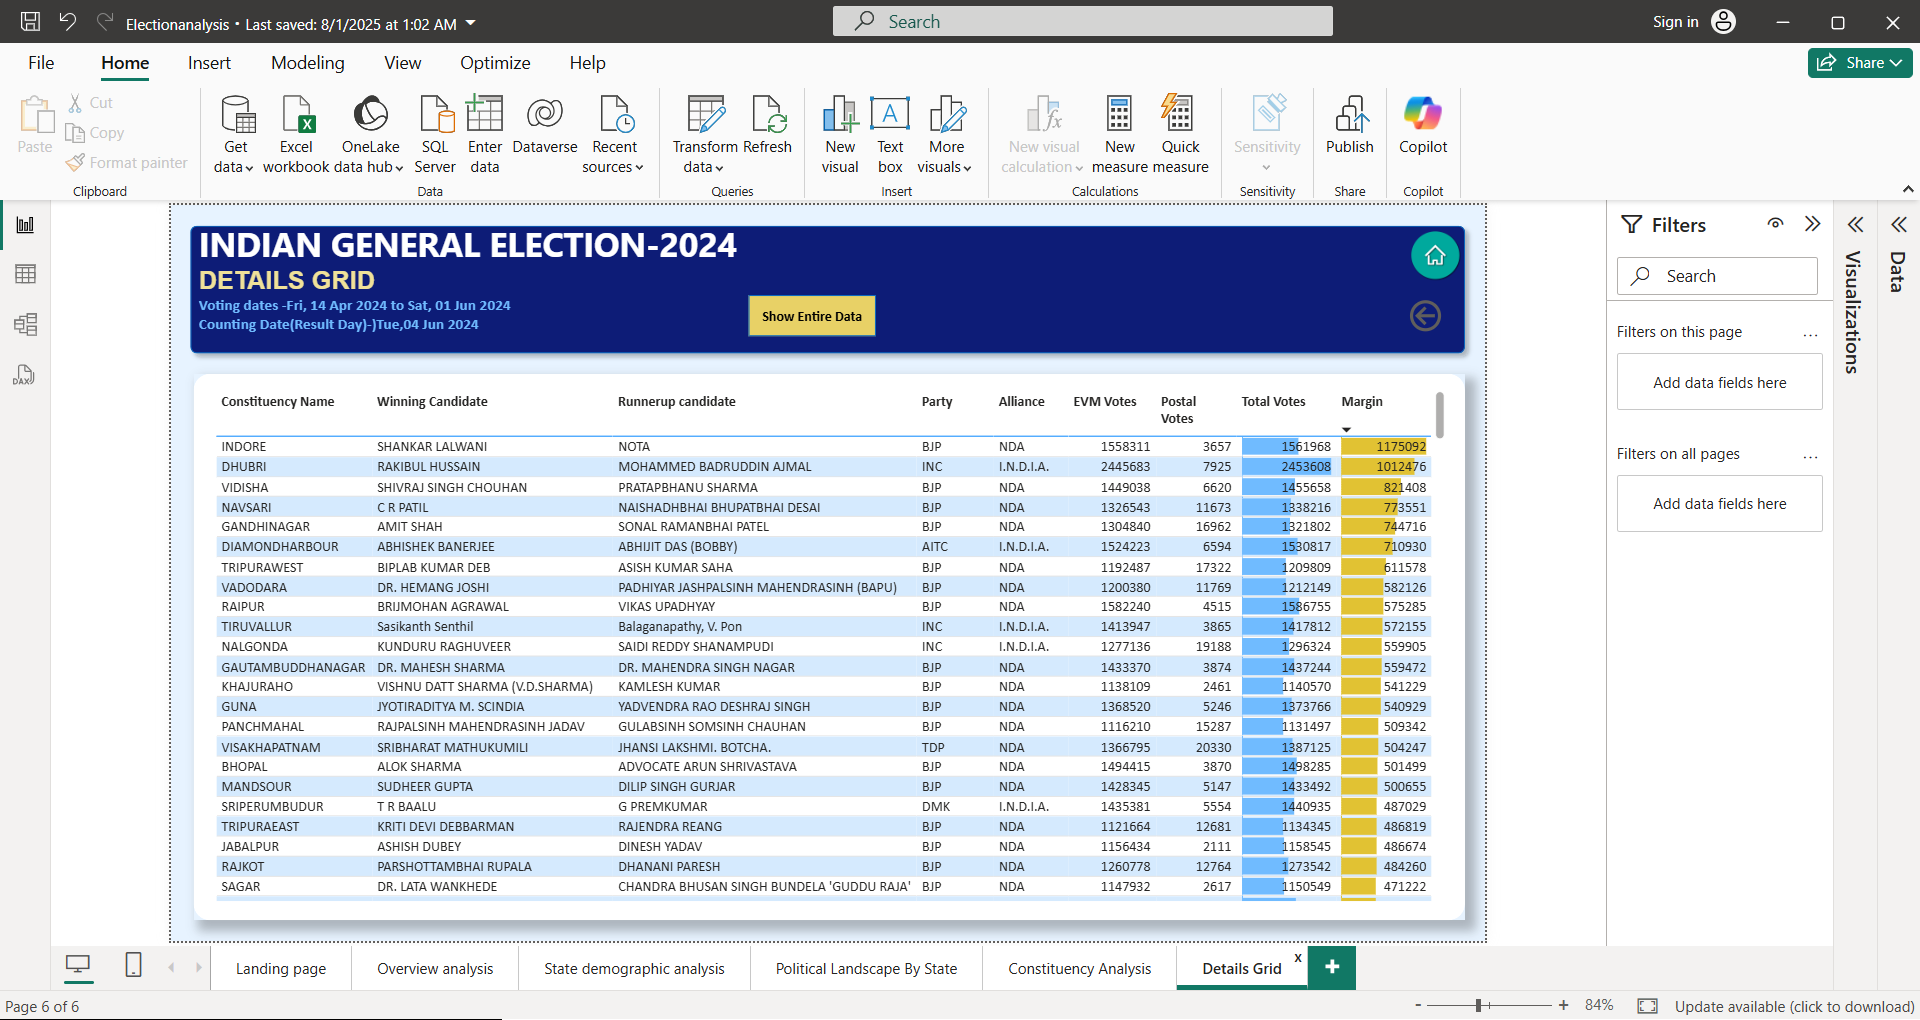 Electionanalysis • Last saved: 8/1/2025 at 1:02 AM
Search
Sign in
File Home Insert Modeling View Optimize Help
Share
Paste
Cut
Copy
Format painter
Clipboard
Get data
Excel workbook
OneLake data hub
SQL Server
Enter data
Dataverse
Recent sources
Data
Transform data
Refresh
Queries
New visual
Text box
More visuals
Insert
New visual calculation
New measure
Quick measure
Calculations
Sensitivity
Sensitivity
Publish
Share
Copilot
Copilot
DAX
INDIAN GENERAL ELECTION-2024
DETAILS GRID
Voting dates -Fri, 14 Apr 2024 to Sat, 01 Jun 2024
Counting Date(Result Day)-)Tue,04 Jun 2024
Show Entire Data
Constituency Name Winning Candidate Runnerup candidate Party Alliance EVM Votes Postal Votes Total Votes Margin
INDORE SHANKAR LALWANI NOTA BJP NDA 1558311 3657 1561968 1175092
DHUBRI RAKIBUL HUSSAIN MOHAMMED BADRUDDIN AJMAL INC I.N.D.I.A. 2445683 7925 2453608 1012476
VIDISHA SHIVRAJ SINGH CHOUHAN PRATAPBHANU SHARMA BJP NDA 1449038 6620 1455658 821408
NAVSARI C R PATIL NAISHADHBHAI BHUPATBHAI DESAI BJP NDA 1326543 11673 1338216 773551
GANDHINAGAR AMIT SHAH SONAL RAMANBHAI PATEL BJP NDA 1304840 16962 1321802 744716
DIAMONDHARBOUR ABHISHEK BANERJEE ABHIJIT DAS (BOBBY) AITC I.N.D.I.A. 1524223 6594 1530817 710930
TRIPURAWEST BIPLAB KUMAR DEB ASISH KUMAR SAHA BJP NDA 1192487 17322 1209809 611578
VADODARA DR. HEMANG JOSHI PADHIYAR JASHPALSINH MAHENDRASINH (BAPU) BJP NDA 1200380 11769 1212149 582126
RAIPUR BRIJMOHAN AGRAWAL VIKAS UPADHYAY BJP NDA 1582240 4515 1586755 575285
TIRUVALLUR Sasikanth Senthil Balaganapathy, V. Pon INC I.N.D.I.A. 1413947 3865 1417812 572155
NALGONDA KUNDURU RAGHUVEER SAIDI REDDY SHANAMPUDI INC I.N.D.I.A. 1277136 19188 1296324 559905
GAUTAMBUDDHANAGAR DR. MAHESH SHARMA DR. MAHENDRA SINGH NAGAR BJP NDA 1433370 3874 1437244 559472
KHAJURAHO VISHNU DATT SHARMA (V.D.SHARMA) KAMLESH KUMAR BJP NDA 1138109 2461 1140570 541229
GUNA JYOTIRADITYA M. SCINDIA YADVENDRA RAO DESHRAJ SINGH BJP NDA 1368520 5246 1373766 540929
PANCHMAHAL RAJPALSINH MAHENDRASINH JADAV GULABSINH SOMSINH CHAUHAN BJP NDA 1116210 15287 1131497 509342
VISAKHAPATNAM SRIBHARAT MATHUKUMILI JHANSI LAKSHMI. BOTCHA. TDP NDA 1366795 20330 1387125 504247
BHOPAL ALOK SHARMA ADVOCATE ARUN SHRIVASTAVA BJP NDA 1494415 3870 1498285 501499
MANDSOUR SUDHEER GUPTA DILIP SINGH GURJAR BJP NDA 1428345 5147 1433492 500655
SRIPERUMBUDUR T R BAALU G PREMKUMAR DMK I.N.D.I.A. 1435381 5554 1440935 487029
TRIPURAEAST KRITI DEVI DEBBARMAN RAJENDRA REANG BJP NDA 1121664 12681 1134345 486819
JABALPUR ASHISH DUBEY DINESH YADAV BJP NDA 1156434 2111 1158545 486674
RAJKOT PARSHOTTAMBHAI RUPALA DHANANI PARESH BJP NDA 1260778 12764 1273542 484260
SAGAR DR. LATA WANKHEDE CHANDRA BHUSAN SINGH BUNDELA 'GUDDU RAJA' BJP NDA 1147932 2617 1150549 471222
Filters
Search
Filters on this page ...
Add data fields here
Filters on all pages ...
Add data fields here
Visualizations
Data
Landing page Overview analysis State demographic analysis Political Landscape By State Constituency Analysis Details Grid x +
Page 6 of 6
- + 84%
Update available (click to download)